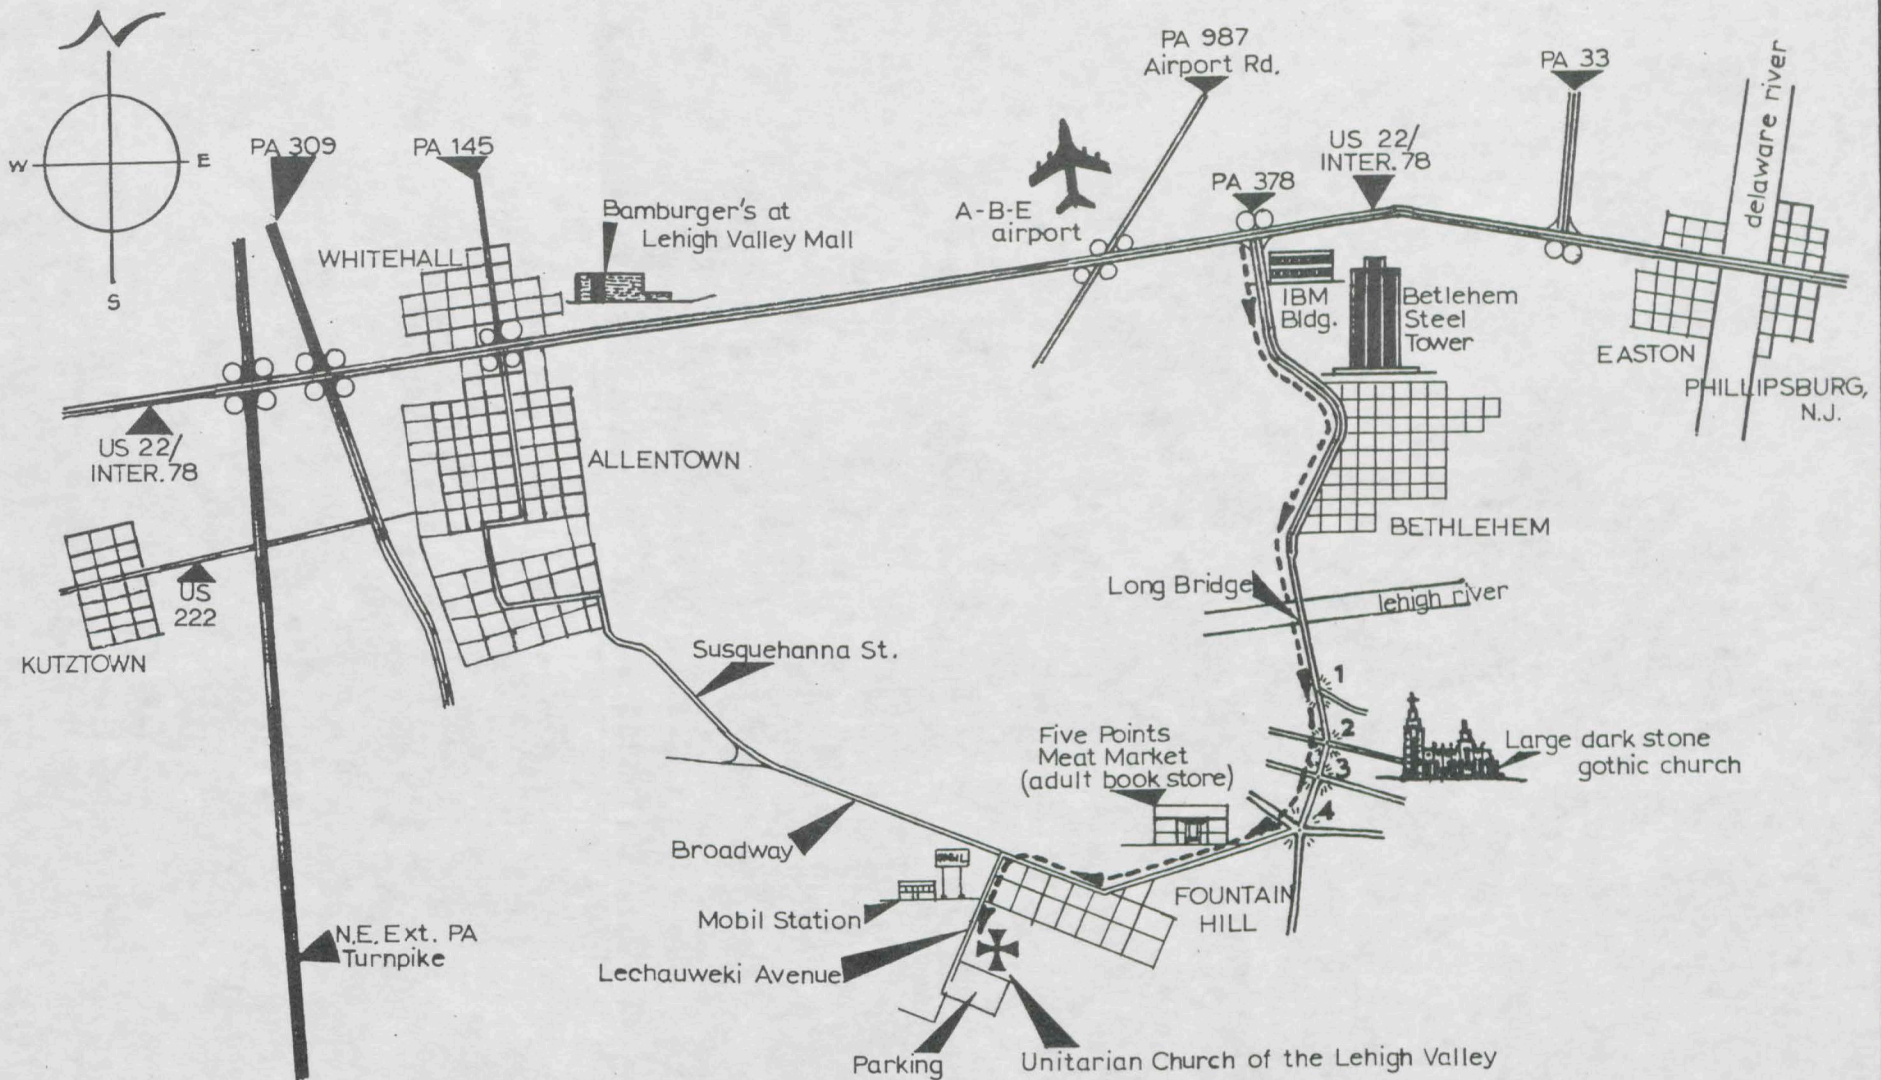 PA 987
Airport Rd.
PA 33
delaware river
N
W
E
S
PA 309
PA 145
US 22/
INTER. 78
PA 378
Bamburger's at
Lehigh Valley Mall
A-B-E
airport
WHITEHALL
IBM
Bldg.
Betlehem
Steel
Tower
EASTON
PHILLIPSBURG,
N.J.
US 22/
INTER. 78
ALLENTOWN
BETHLEHEM
US
222
KUTZTOWN
Long Bridge
lehigh river
Susquehanna St.
1
2
3
4
Five Points
Meat Market
(adult book store)
Large dark stone
gothic church
Broadway
Mobil Station
FOUNTAIN
HILL
N.E. Ext. PA
Turnpike
Lechauweki Avenue
Parking
Unitarian Church of the Lehigh Valley